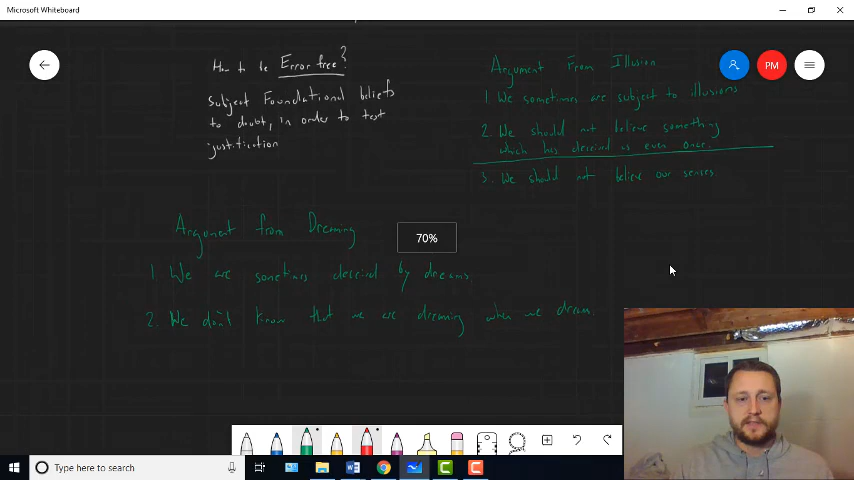 Microsoft Whiteboard
How to be Error free?
Subject Foundational beliefs
to doubt, in order to test
justification
Argument From Illusion
1. We sometimes are subject to illusions
2. We should not believe something
which has deceived us even once.
3. We should not believe our senses.
PM
Argument from Dreaming
1. We are sometimes deceived by dreams.
2. We don't know that we are dreaming when we dream.
70%
Type here to search